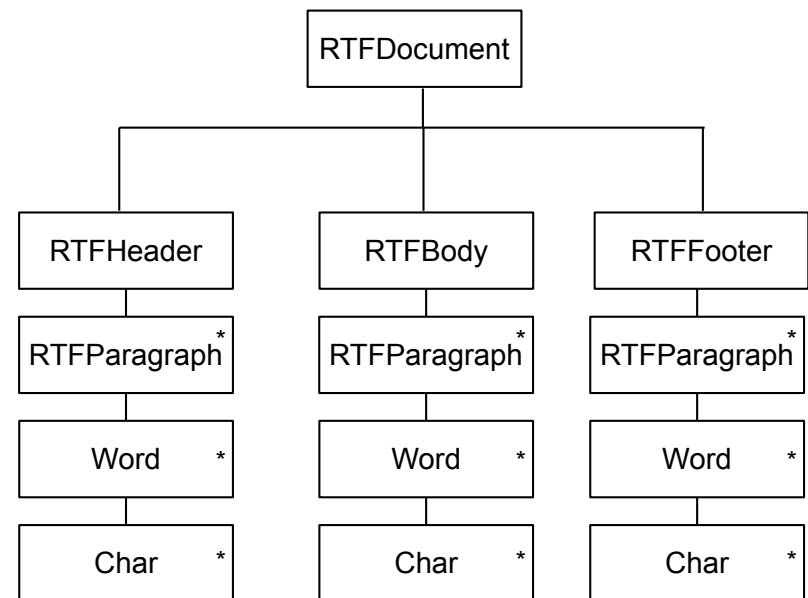 RTFDocument
RTFHeader
RTFBody
RTFFooter
RTFParagraph *
RTFParagraph *
RTFParagraph *
Word *
Word *
Word *
Char *
Char *
Char *